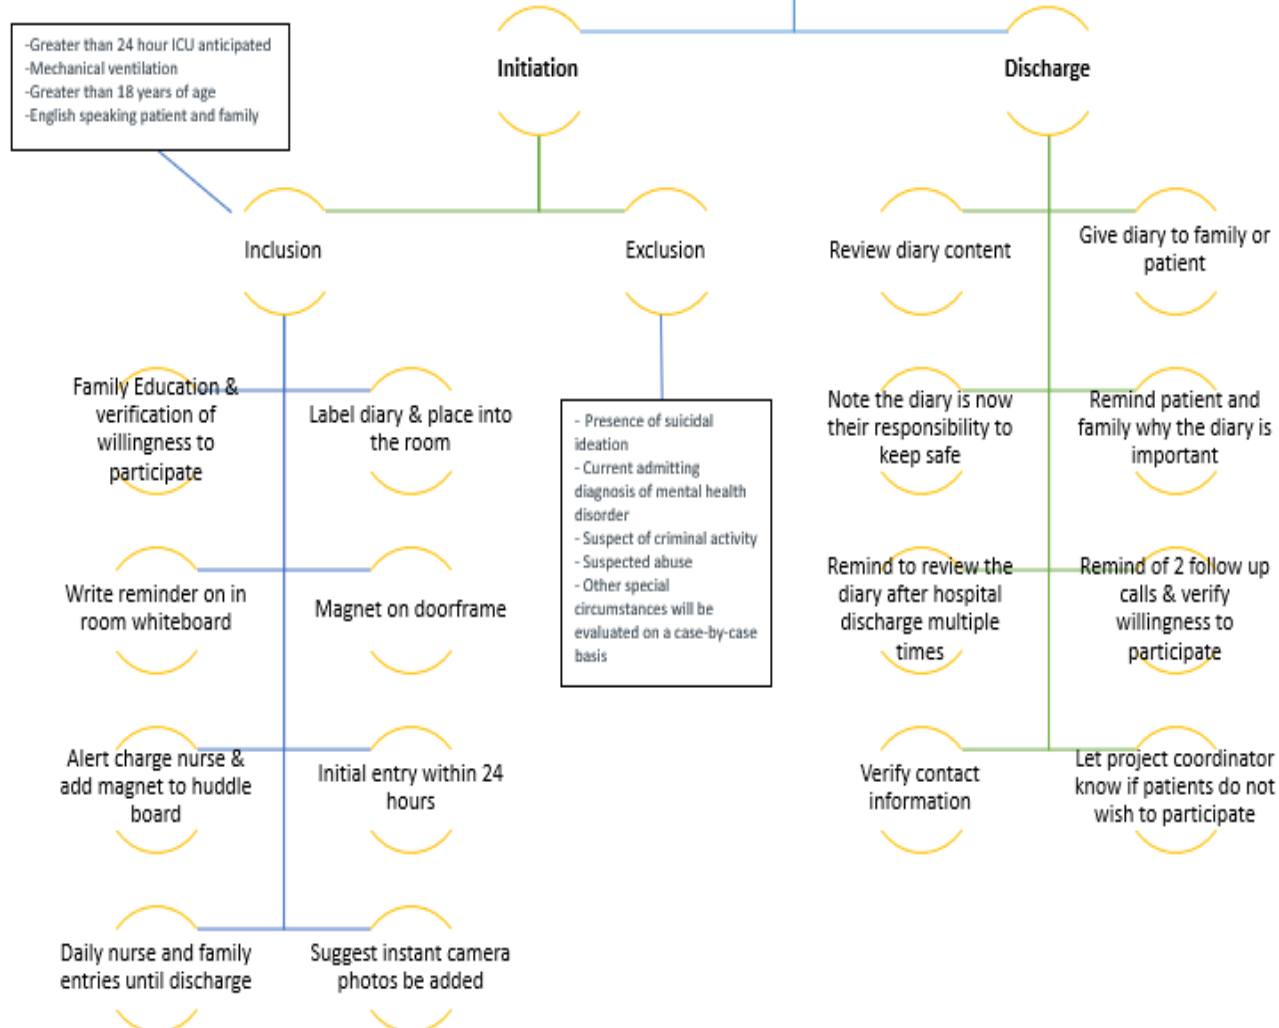 -Greater than 24 hour ICU anticipated
-Mechanical ventilation
-Greater than 18 years of age
-English speaking patient and family
Initiation
Discharge
Inclusion
Exclusion
Review diary content
Give diary to family or
patient
Family Education &
verification of
willingness to
participate
Label diary & place into
the room
- Presence of suicidal
ideation
- Current admitting
diagnosis of mental health
disorder
- Suspect of criminal activity
- Suspected abuse
- Other special
circumstances will be
evaluated on a case-by-case
basis
Note the diary is now
their responsibility to
keep safe
Remind patient and
family why the diary is
important
Write reminder on in
room whiteboard
Magnet on doorframe
Remind to review the
diary after hospital
discharge multiple
times
Remind of 2 follow up
calls & verify
willingness to
participate
Alert charge nurse &
add magnet to huddle
board
Initial entry within 24
hours
Verify contact
information
Let project coordinator
know if patients do not
wish to participate
Daily nurse and family
entries until discharge
Suggest instant camera
photos be added